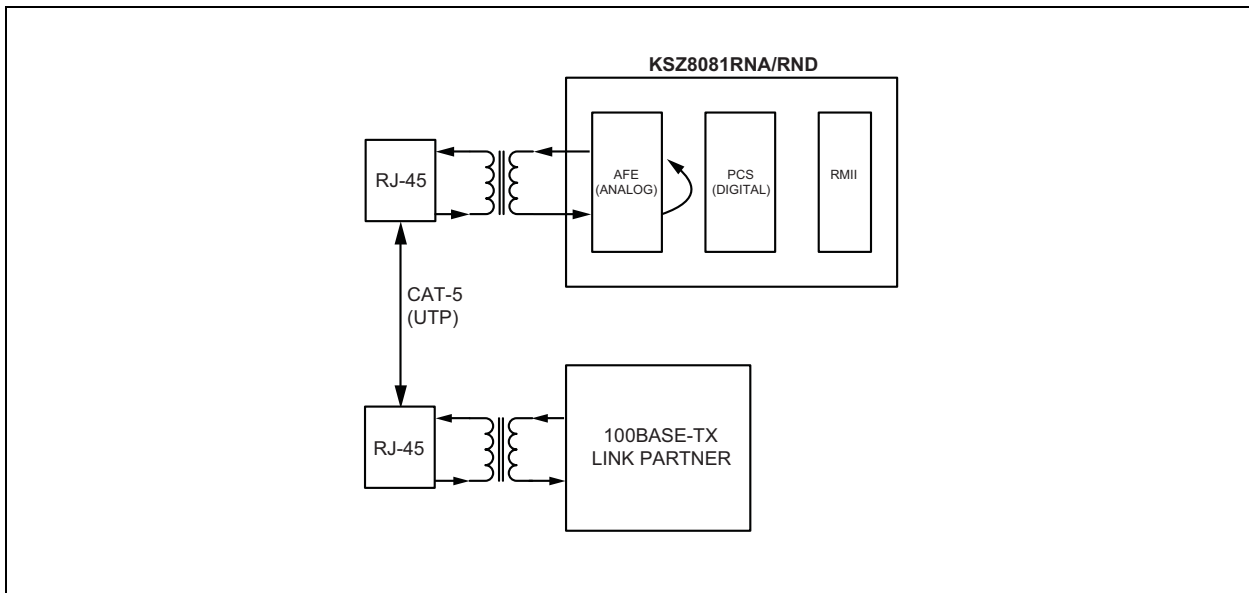 KSZ8081RNA/RND
RJ-45
AFE
(ANALOG)
PCS
(DIGITAL)
RMII
CAT-5
(UTP)
RJ-45
100BASE-TX
LINK PARTNER